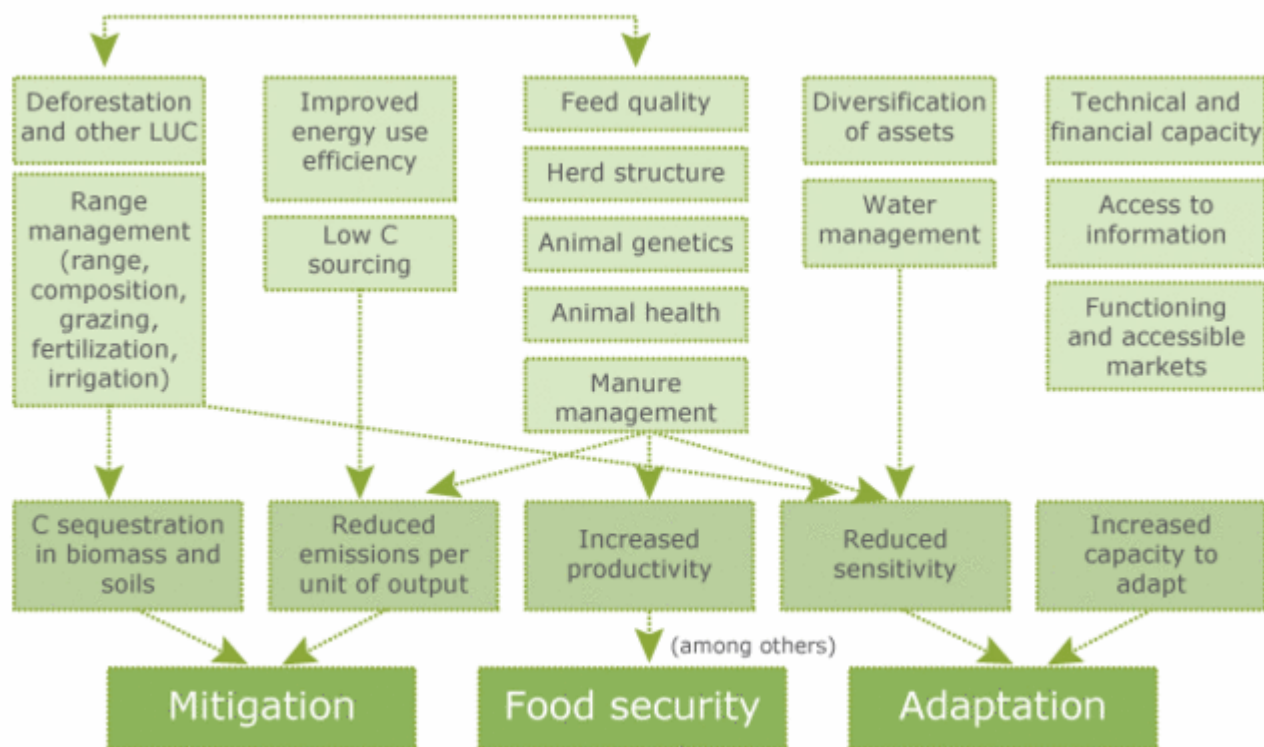 Deforestation
and other LUC
Range
management
(range,
composition,
grazing,
fertilization,
irrigation)
Improved
energy use
efficiency
Low C
sourcing
Feed quality
Herd structure
Animal genetics
Animal health
Manure
management
Diversification
of assets
Water
management
Technical and
financial capacity
Access to
information
Functioning
and accessible
markets
C sequestration
in biomass and
soils
Reduced
emissions per
unit of output
Increased
productivity
Reduced
sensitivity
Increased
capacity to
adapt
(among others)
Mitigation
Food security
Adaptation